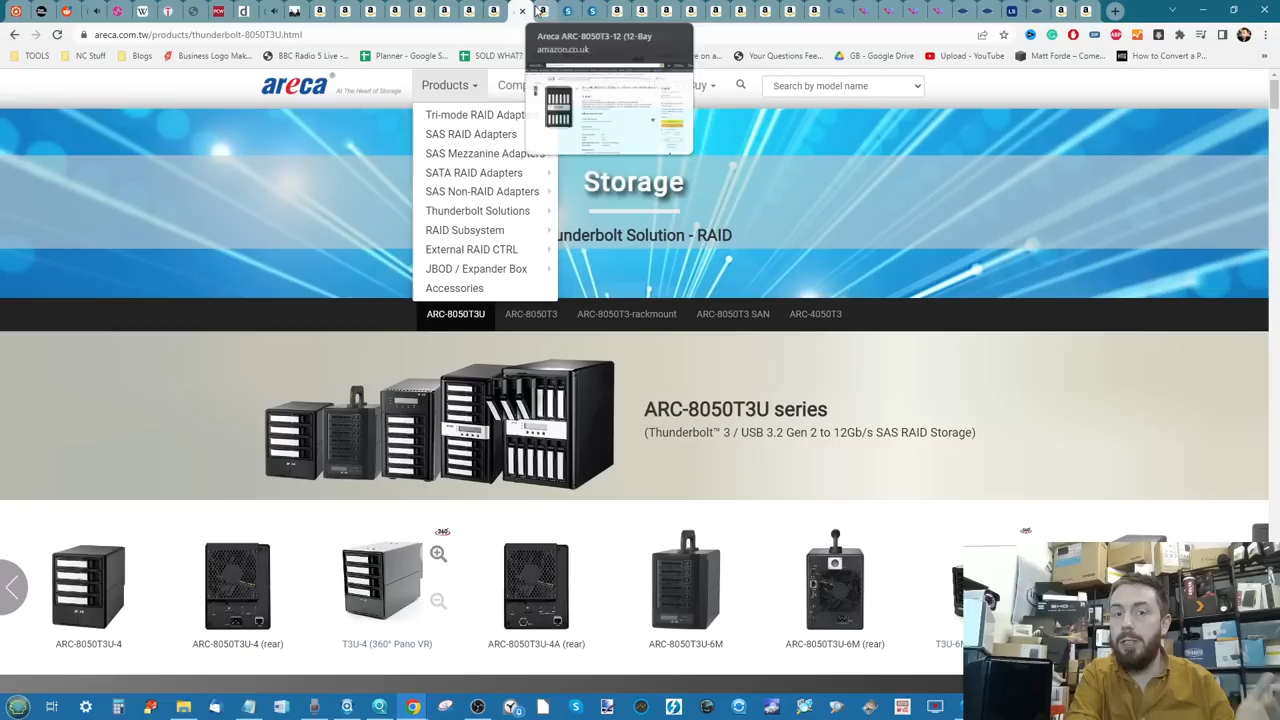 areca.com.tw/products/thunderbolt-8050T3U.html
Areca ARC-8050T3-12 (12-Bay
amazon.co.uk
TOOLS
NC Stuff
Blogs
Business Logo Mak...
BBC Radio 5 Live -...
Planner - Google S...
SOLD WHAT?
Live on a...
Your Questions Free...
GB - Google Drive
Matt Forde – Come...
How to Convert a P...
areca® At The Heart of Storage
Products
Search by model name
Tri-mode RAID Adapters
SAS RAID Adapters
SAS Mezzanine Adapters
SATA RAID Adapters
SAS Non-RAID Adapters
Thunderbolt Solutions
RAID Subsystem
External RAID CTRL
JBOD / Expander Box
Accessories
Storage
underbolt Solution - RAID
ARC-8050T3U
ARC-8050T3
ARC-8050T3-rackmount
ARC-8050T3 SAN
ARC-4050T3
ARC-8050T3U series
(Thunderbolt™ 3 / USB 3.2 Gen 2 to 12Gb/s SAS RAID Storage)
360°
ARC-8050T3U-4
ARC-8050T3U-4 (rear)
T3U-4 (360° Pano VR)
ARC-8050T3U-4A (rear)
ARC-8050T3U-6M
ARC-8050T3U-6M (rear)